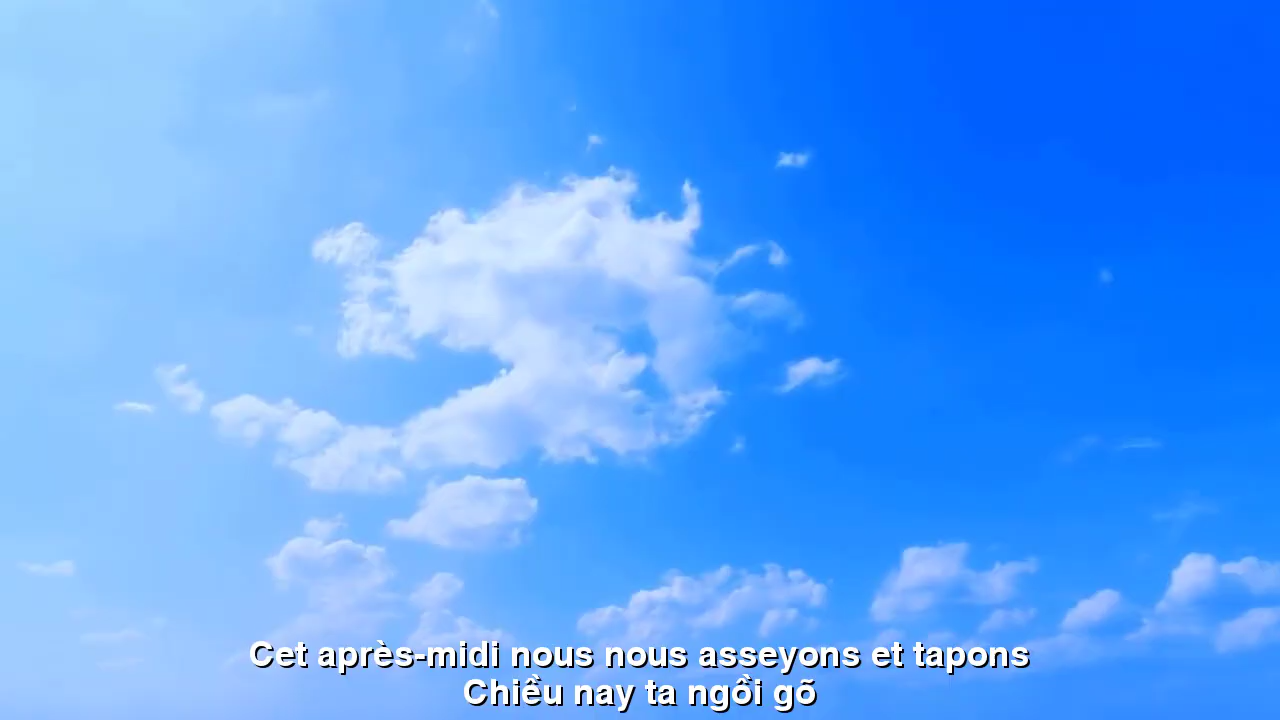 Cet après-midi nous nous asseyons et tapons
Chiều nay ta ngồi gõ